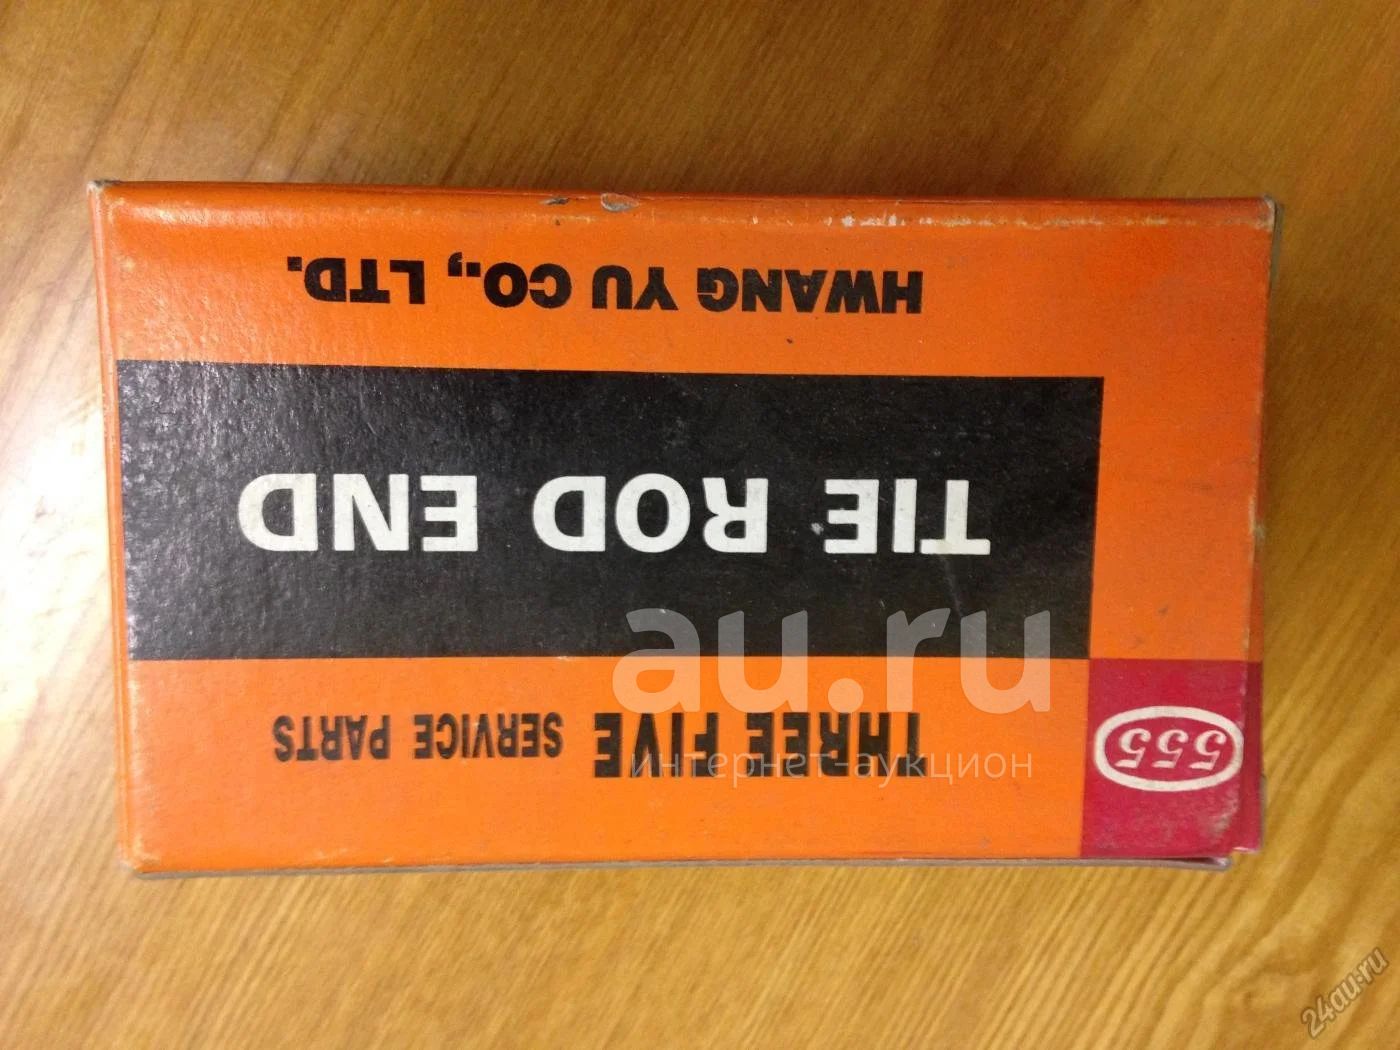 555
THREE FIVE SERVICE PARTS
TIE ROD END
HWANG YU CO., LTD.
au.ru
интернет-аукцион
24au.ru